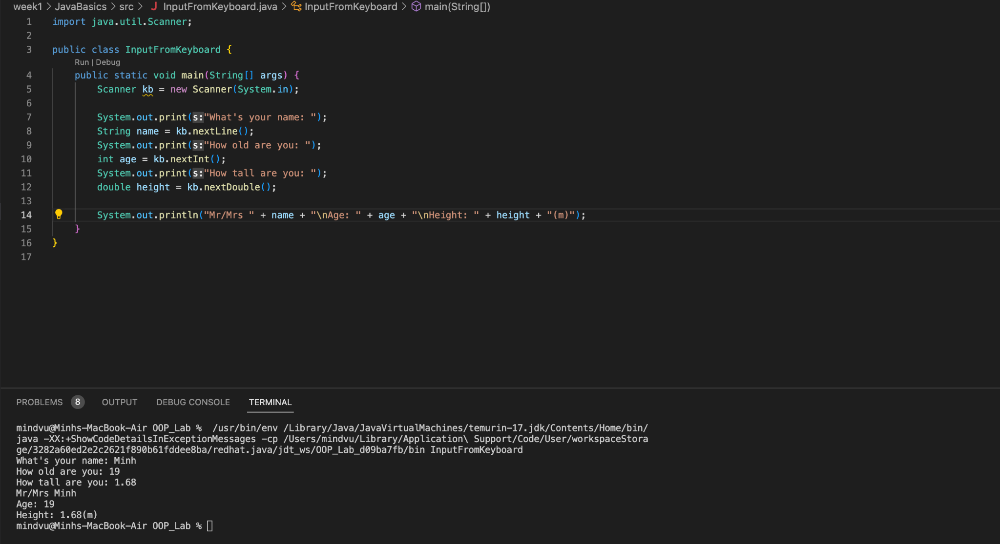 week1 > JavaBasics > src > J InputFromKeyboard.java > InputFromKeyboard > main(String[])
1 import java.util.Scanner;
2
3 public class InputFromKeyboard {
Run | Debug
4 public static void main(String[] args) {
5 Scanner kb = new Scanner(System.in);
6
7 System.out.print(s:"What's your name: ");
8 String name = kb.nextLine();
9 System.out.print(s:"How old are you: ");
10 int age = kb.nextInt();
11 System.out.print(s:"How tall are you: ");
12 double height = kb.nextDouble();
13
14 System.out.println("Mr/Mrs " + name + "\nAge: " + age + "\nHeight: " + height + "(m)");
15 }
16 }
17
PROBLEMS 8 OUTPUT DEBUG CONSOLE TERMINAL
mindvu@Minhs-MacBook-Air OOP_Lab % /usr/bin/env /Library/Java/JavaVirtualMachines/temurin-17.jdk/Contents/Home/bin/
java -XX:+ShowCodeDetailsInExceptionMessages -cp /Users/mindvu/Library/Application\ Support/Code/User/workspaceStora
ge/3282a60ed2e2c2621f890b61fddee8ba/redhat.java/jdt_ws/OOP_Lab_d09ba7fb/bin InputFromKeyboard
What's your name: Minh
How old are you: 19
How tall are you: 1.68
Mr/Mrs Minh
Age: 19
Height: 1.68(m)
mindvu@Minhs-MacBook-Air OOP_Lab %